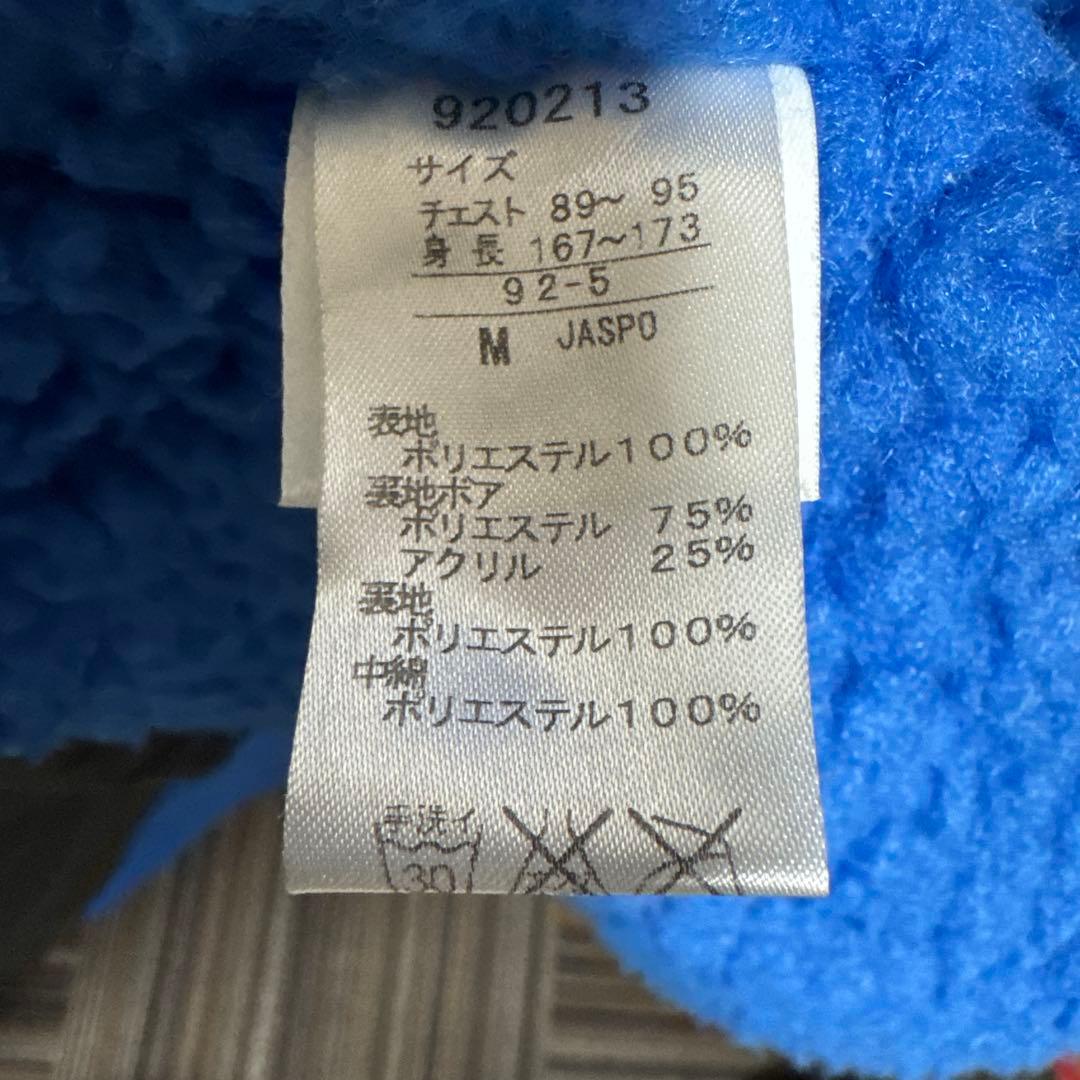 920213
サイズ
チェスト 89〜 95
身長 167〜173
92-5
M JASPO
表地
ポリエステル100%
裏地ボア
ポリエステル 75%
アクリル 25%
裏地
ポリエステル100%
中綿
ポリエステル100%
手洗イ
30